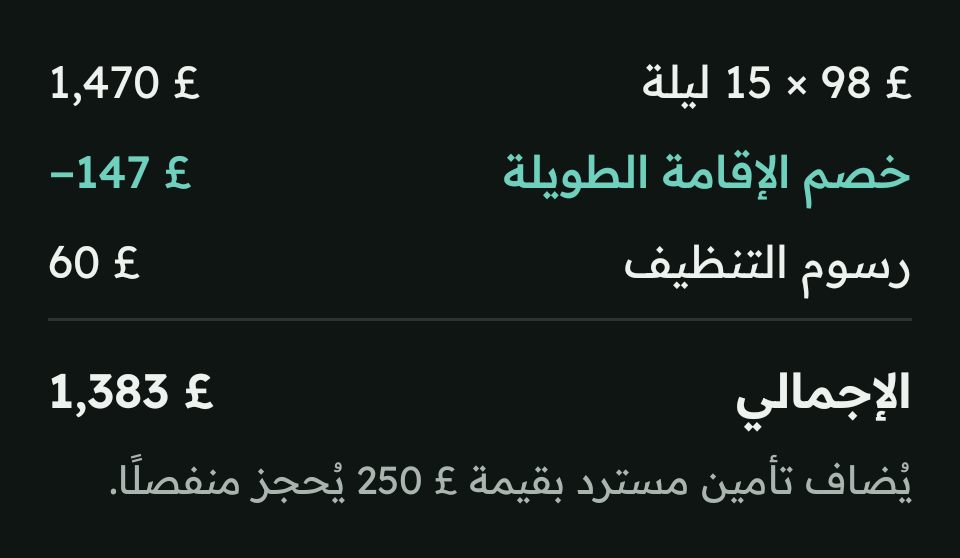 £ 98 × 15 ليلة £ 1,470
خصم الإقامة الطويلة £ 147−
رسوم التنظيف £ 60
الإجمالي £ 1,383
يُضاف تأمين مسترد بقيمة £ 250 يُحجز منفصلًا.